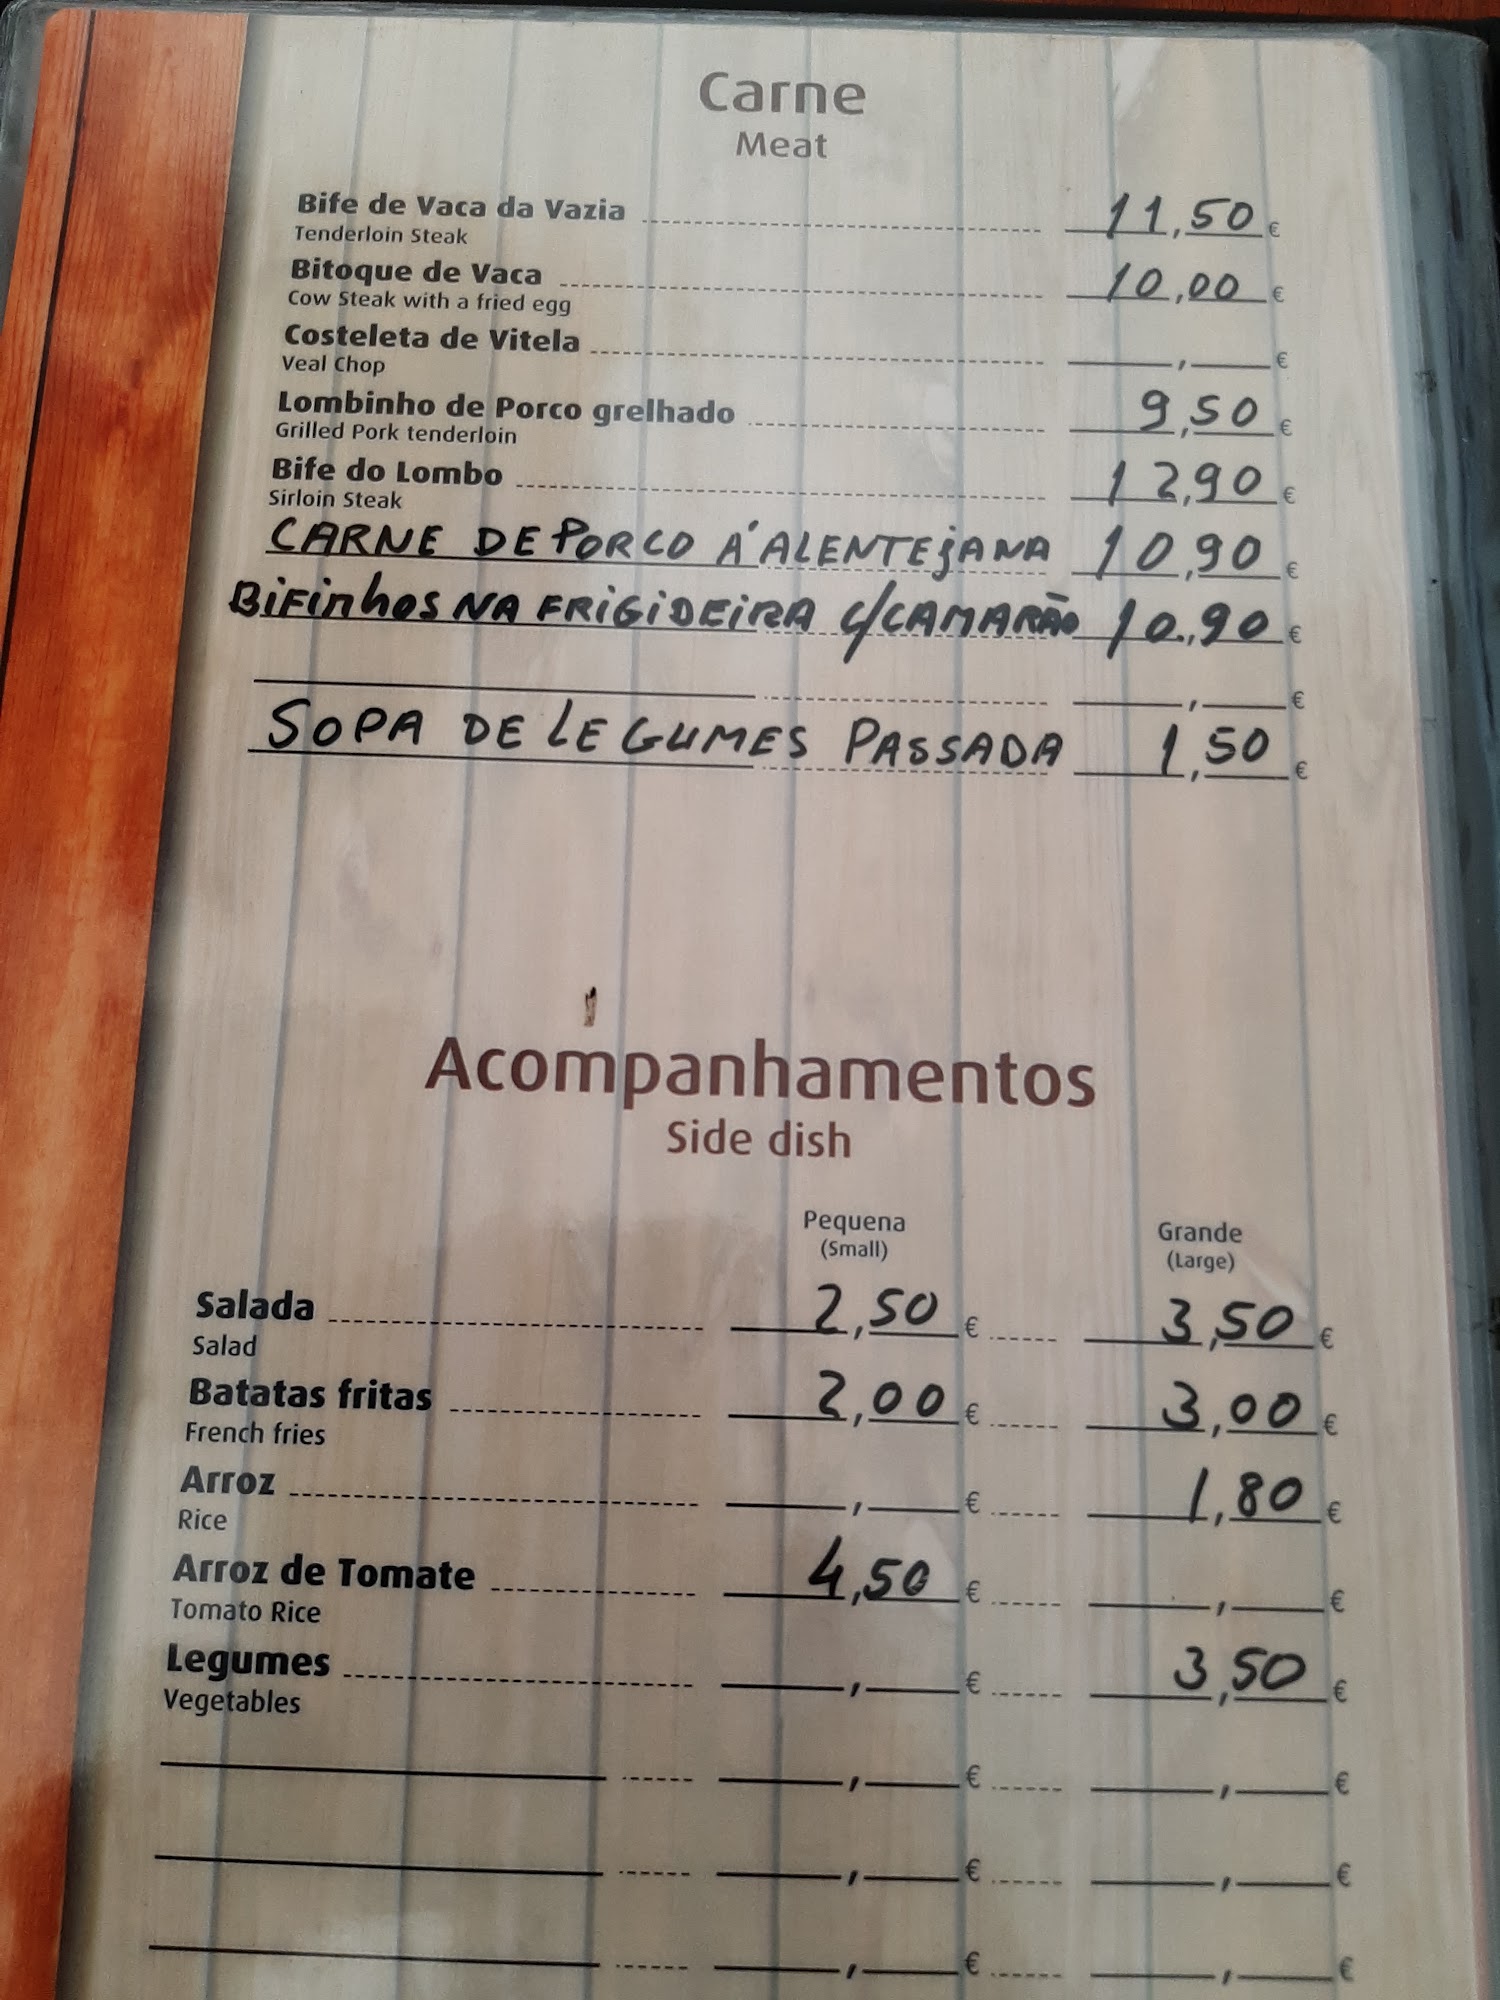 Carne
Meat
Bife de Vaca da Vazia 11,50 €
Tenderloin Steak
Bitoque de Vaca 10,00 €
Cow Steak with a fried egg
Costeleta de Vitela , €
Veal Chop
Lombinho de Porco grelhado 9,50 €
Grilled Pork tenderloin
Bife do Lombo 12,90 €
Sirloin Steak
CARNE DE PORCO Á ALENTEjANA 10,90 €
BiFinhos NA FRiGiDEiRA C/CAMARÃO 10,90 €
, €
SOPA DE LEGUMES PASSADA 1,50 €
Acompanhamentos
Side dish
Pequena Grande
(Small) (Large)
Salada 2,50 € 3,50 €
Salad
Batatas fritas 2,00 € 3,00 €
French fries
Arroz , € 1,80 €
Rice
Arroz de Tomate 4,50 € , €
Tomato Rice
Legumes , € 3,50 €
Vegetables
, € , €
, € , €
, € , €